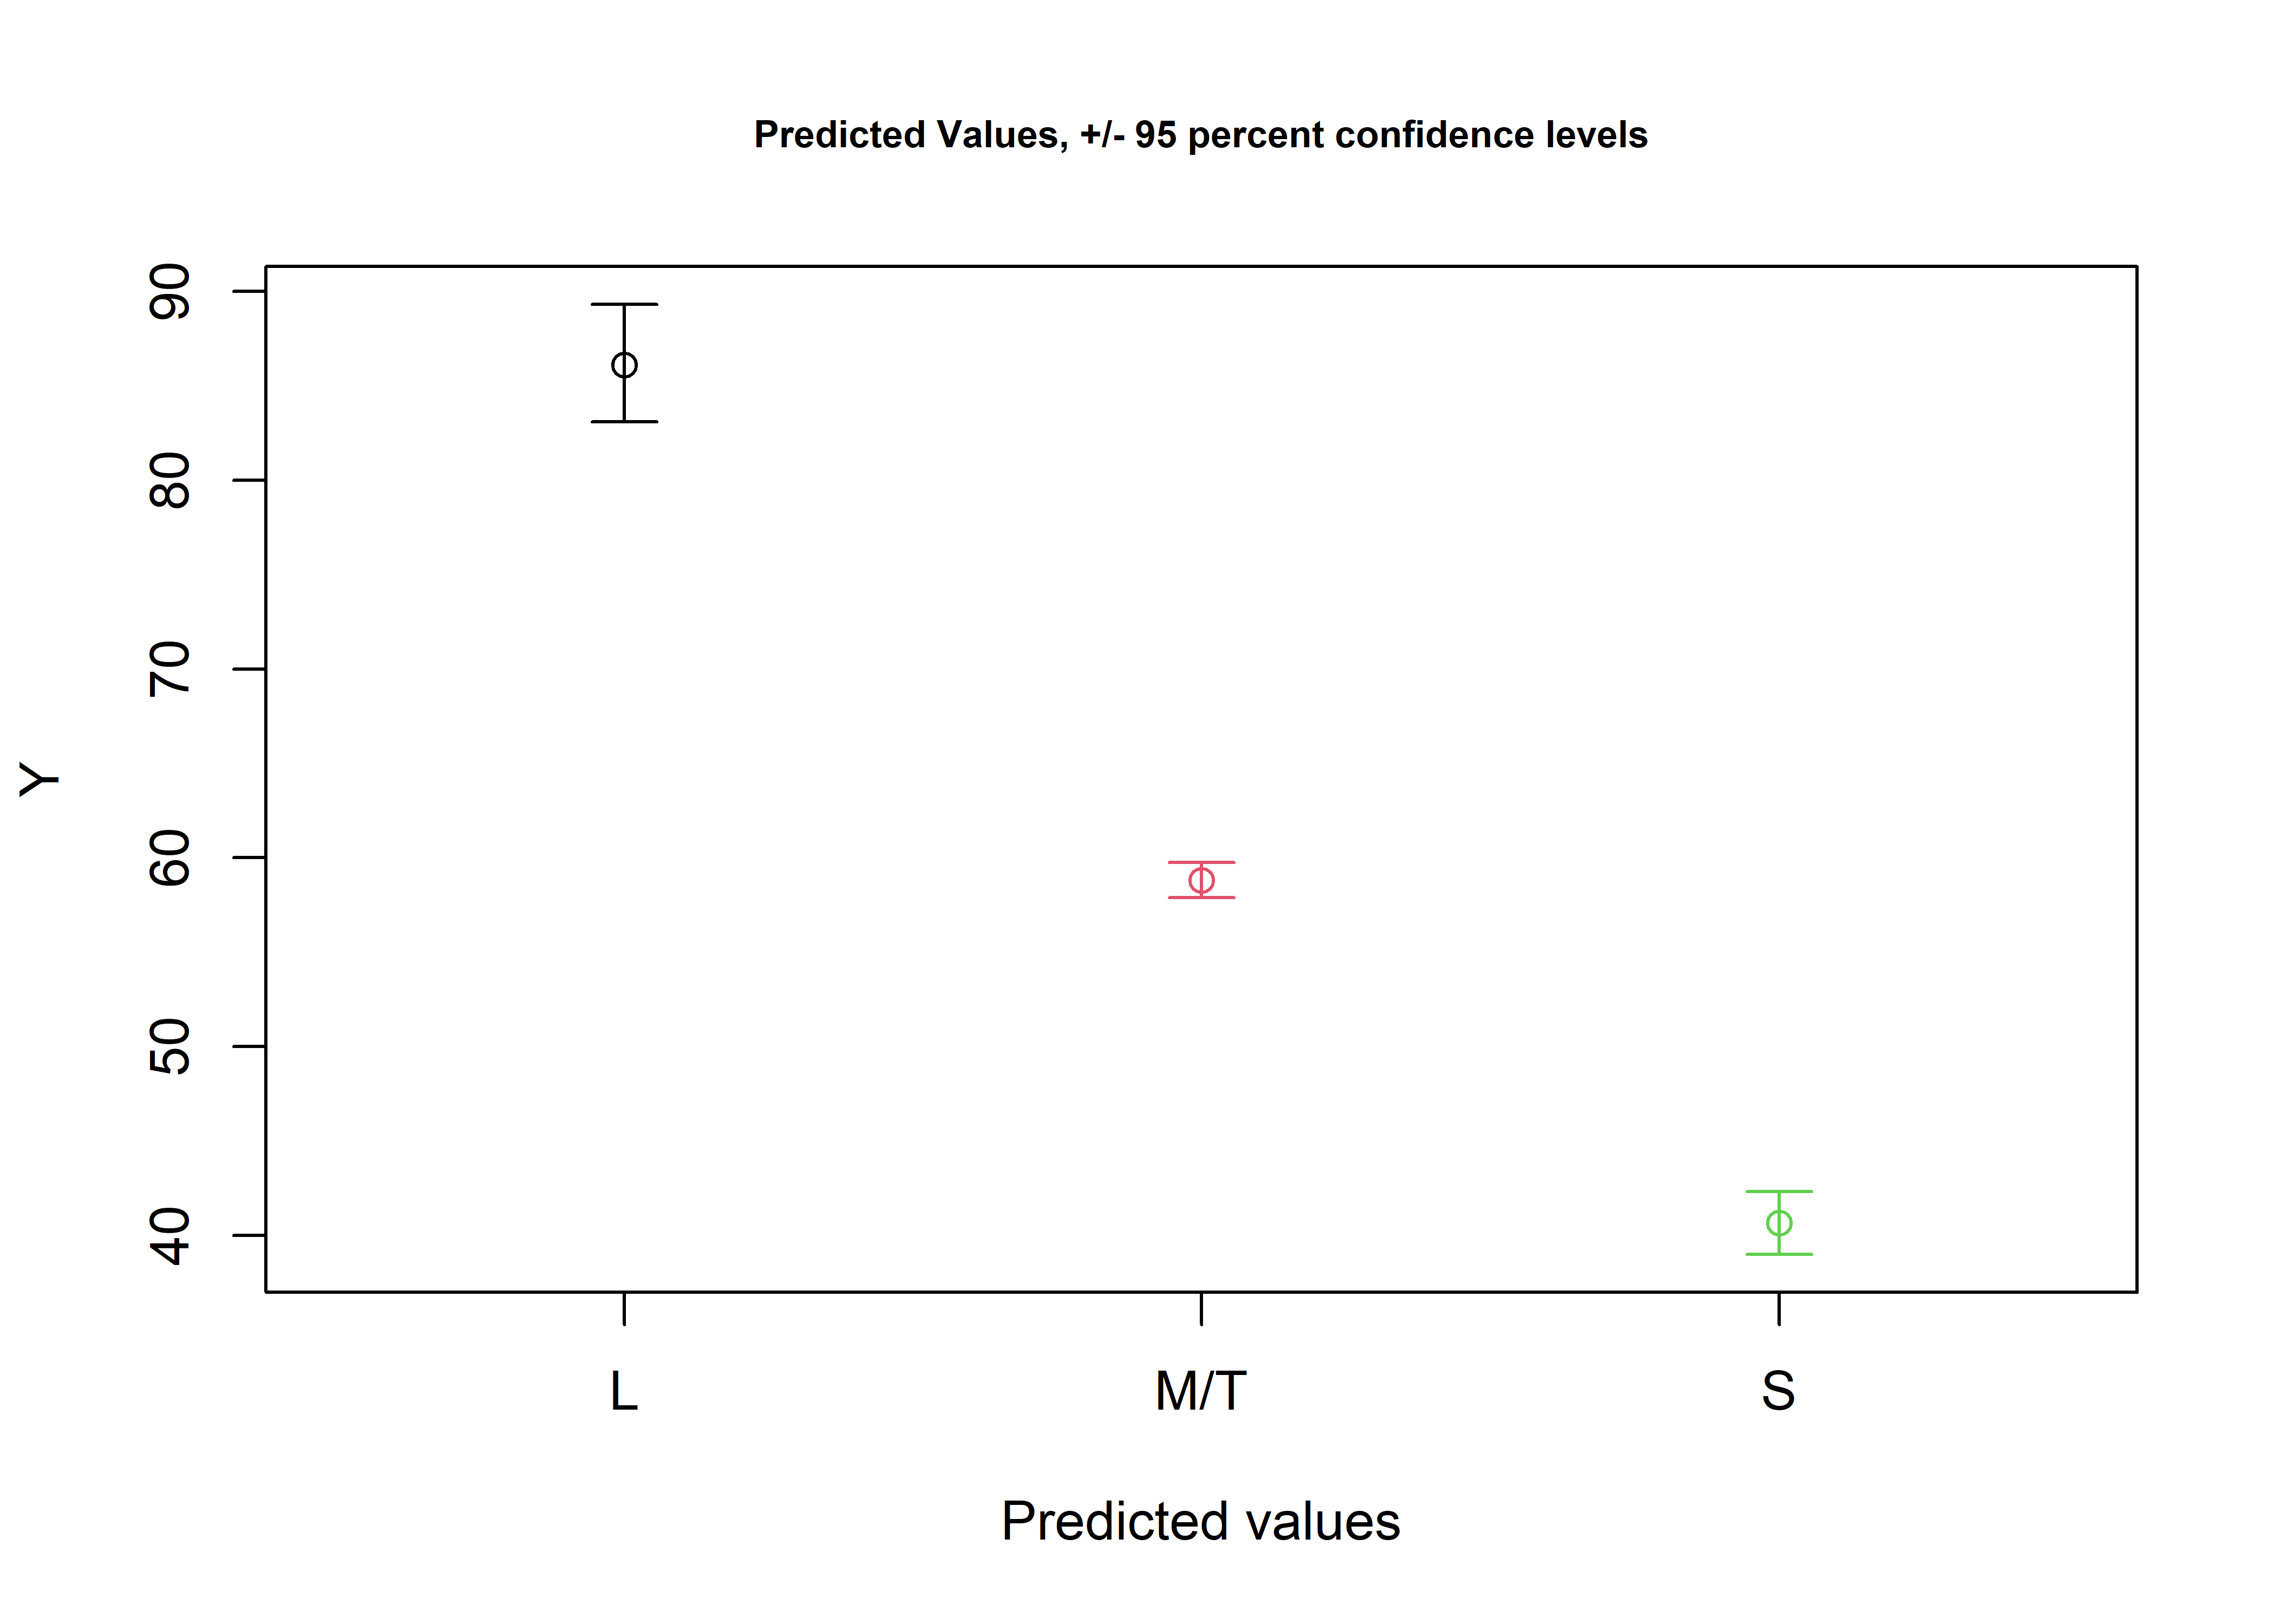 Predicted Values, +/- 95 percent confidence levels
90
80
70
60
50
40
Y
L
M/T
S
Predicted values